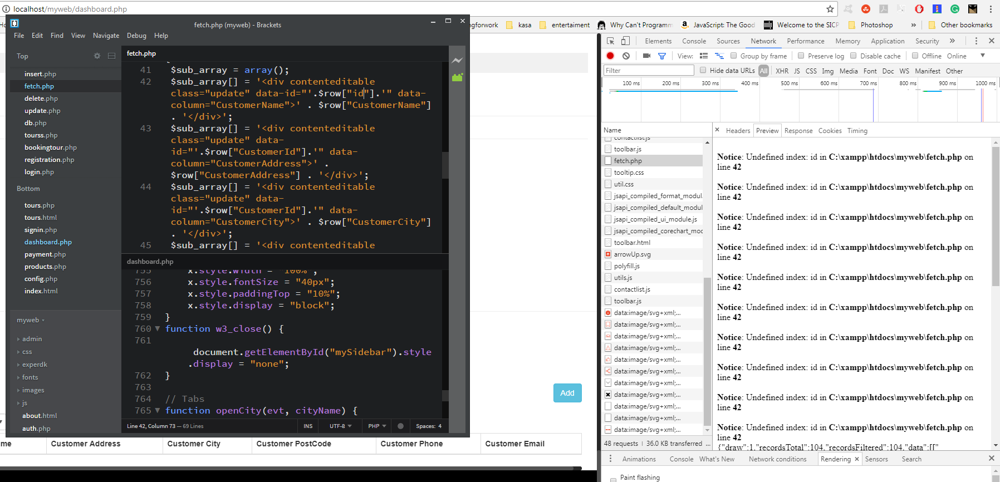 localhost/myweb/dashboard.php
ngforwork kasa entertaiment Why Can't Programm JavaScript: The Good Welcome to the SICP Photoshop » Other bookmarks
fetch.php (myweb) - Brackets
File Edit Find View Navigate Debug Help
Top
insert.php
fetch.php
delete.php
update.php
db.php
tourss.php
bookingtour.php
registration.php
login.php
Bottom
tours.php
tours.html
signin.php
dashboard.php
payment.php
products.php
config.php
index.html
myweb
admin
css
experdk
fonts
images
js
about.html
auth.php
fetch.php
{
41 $sub_array = array();
42 $sub_array[] = '<div contenteditable
class="update" data-id="'.$row["id"].'" data-
column="CustomerName">' . $row["CustomerName"]
. '</div>';
43 $sub_array[] = '<div contenteditable
class="update" data-
id="'.$row["CustomerId"].'" data-
column="CustomerAddress">' .
$row["CustomerAddress"] . '</div>';
44 $sub_array[] = '<div contenteditable
class="update" data-
id="'.$row["CustomerId"].'" data-
column="CustomerCity">' . $row["CustomerCity"]
. '</div>';
45 $sub_array[] = '<div contenteditable
dashboard.php
755 x.style.width = "100%";
756 x.style.fontSize = "40px";
757 x.style.paddingTop = "10%";
758 x.style.display = "block";
759 }
760 function w3_close() {
761
document.getElementById("mySidebar").style
.display = "none";
762 }
763
764 // Tabs
765 function openCity(evt, cityName) {
Line 42, Column 73 — 69 Lines INS UTF-8 PHP Spaces: 4
Add
me Customer Address Customer City Customer PostCode Customer Phone Customer Email
Elements Console Sources Network Performance Memory Application Security »
View: Group by frame Preserve log Disable cache Offline Online
Filter Hide data URLs All XHR JS CSS Img Media Font Doc WS Manifest Other
100 ms 200 ms 300 ms 400 ms 500 ms 600 ms 700 ms 800 ms 900 ms 1000 ms
Name
contactlist.js
toolbar.js
fetch.php
tooltip.css
util.css
jsapi_compiled_format_modul.
jsapi_compiled_default_modul
jsapi_compiled_ui_module.js
jsapi_compiled_corechart_moc
toolbar.html
arrowUp.svg
polyfill.js
utils.js
contactlist.js
toolbar.js
data:image/svg+xml;...
data:image/svg+xml;...
data:image/svg+xml;...
data:image/svg+xml;...
data:image/svg+xml;...
data:image/svg+xml;...
data:image/svg+xml;...
data:image/svg+xml;...
data:image/svg+xml;...
data:image/svg+xml;...
data:image/svg+xml;...
48 requests | 36.0 KB transferred ...
× Headers Preview Response Cookies Timing
Notice: Undefined index: id in C:\xampp\htdocs\myweb\fetch.php on
line 42
Notice: Undefined index: id in C:\xampp\htdocs\myweb\fetch.php on
line 42
Notice: Undefined index: id in C:\xampp\htdocs\myweb\fetch.php on
line 42
Notice: Undefined index: id in C:\xampp\htdocs\myweb\fetch.php on
line 42
Notice: Undefined index: id in C:\xampp\htdocs\myweb\fetch.php on
line 42
Notice: Undefined index: id in C:\xampp\htdocs\myweb\fetch.php on
line 42
Notice: Undefined index: id in C:\xampp\htdocs\myweb\fetch.php on
line 42
Notice: Undefined index: id in C:\xampp\htdocs\myweb\fetch.php on
line 42
Notice: Undefined index: id in C:\xampp\htdocs\myweb\fetch.php on
line 42
Notice: Undefined index: id in C:\xampp\htdocs\myweb\fetch.php on
line 42
{"draw":1,"recordsTotal":104,"recordsFiltered":104,"data":[["
Animations Console What's New Network conditions Rendering × Sensors Search
Paint flashing